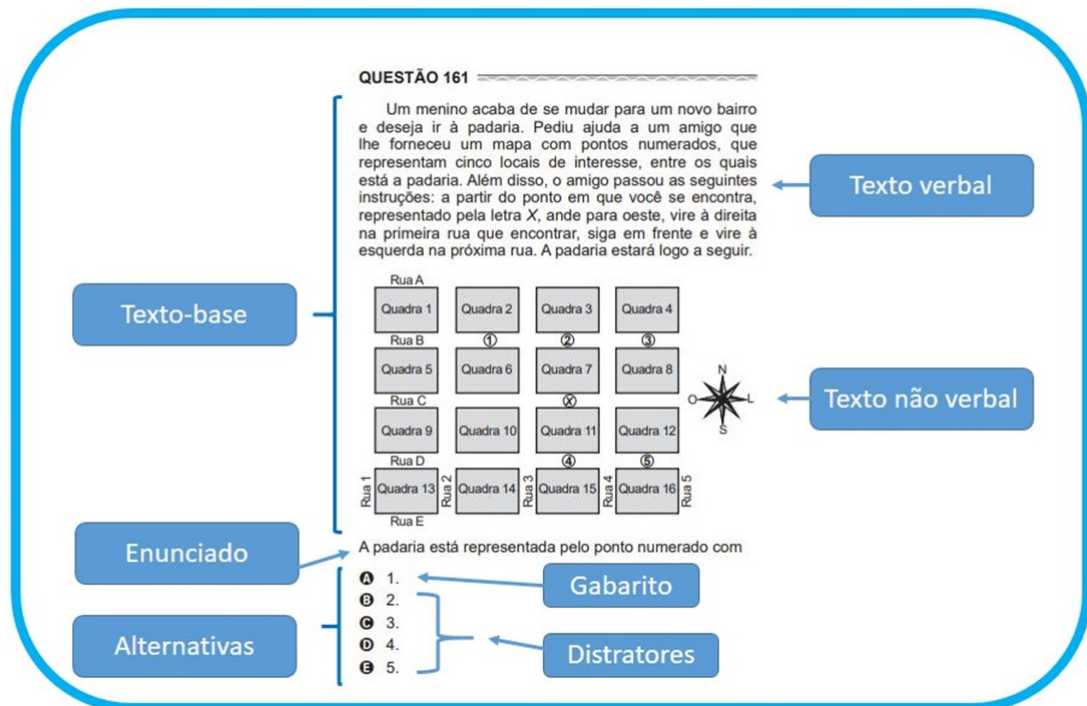 QUESTÃO 161
Um menino acaba de se mudar para um novo bairro
e deseja ir à padaria. Pediu ajuda a um amigo que
lhe forneceu um mapa com pontos numerados, que
representam cinco locais de interesse, entre os quais
está a padaria. Além disso, o amigo passou as seguintes
instruções: a partir do ponto em que você se encontra,
representado pela letra X, ande para oeste, vire à direita
na primeira rua que encontrar, siga em frente e vire à
esquerda na próxima rua. A padaria estará logo a seguir.
Texto verbal
Texto-base
Rua A
Quadra 1 Quadra 2 Quadra 3 Quadra 4
Rua B 1 2 3
Quadra 5 Quadra 6 Quadra 7 Quadra 8
Rua C X
Quadra 9 Quadra 10 Quadra 11 Quadra 12
Rua D 4 5
Rua 1 Quadra 13 Rua 2 Quadra 14 Rua 3 Quadra 15 Rua 4 Quadra 16 Rua 5
Rua E
N
O L
S
Texto não verbal
Enunciado
A padaria está representada pelo ponto numerado com
Alternativas
A 1.
B 2.
C 3.
D 4.
E 5.
Gabarito
Distratores